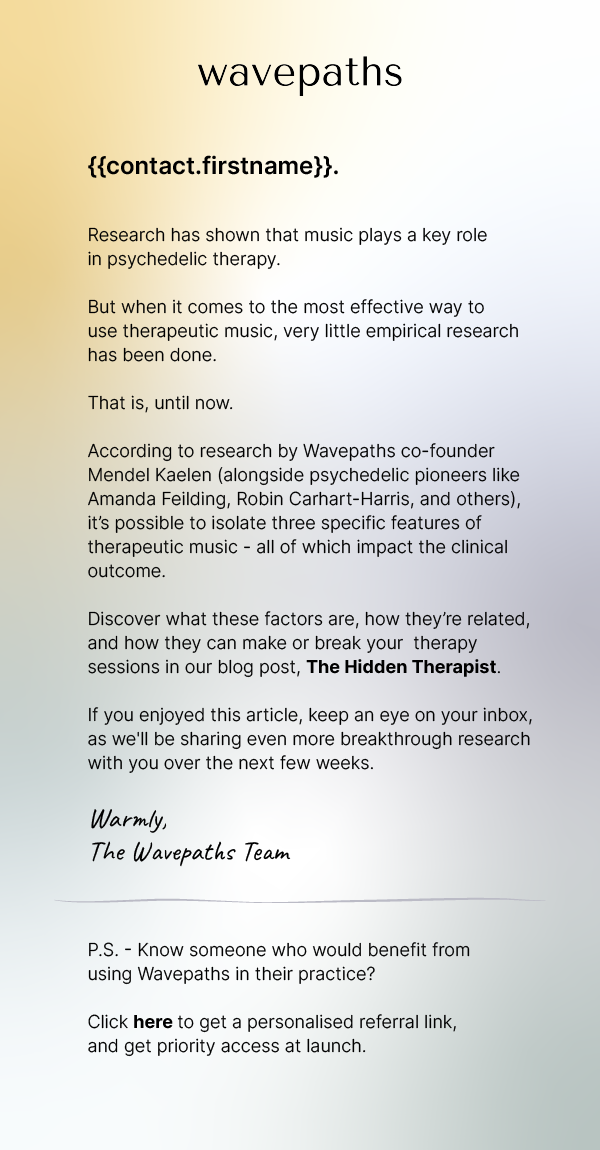 wavepaths
{{contact.firstname}}.
Research has shown that music plays a key role
in psychedelic therapy.
But when it comes to the most effective way to
use therapeutic music, very little empirical research
has been done.
That is, until now.
According to research by Wavepaths co-founder
Mendel Kaelen (alongside psychedelic pioneers like
Amanda Feilding, Robin Carhart-Harris, and others),
it’s possible to isolate three specific features of
therapeutic music - all of which impact the clinical
outcome.
Discover what these factors are, how they’re related,
and how they can make or break your  therapy
sessions in our blog post, The Hidden Therapist.
If you enjoyed this article, keep an eye on your inbox,
as we'll be sharing even more breakthrough research
with you over the next few weeks.
Warmly,
The Wavepaths Team
P.S. - Know someone who would benefit from
using Wavepaths in their practice?
Click here to get a personalised referral link,
and get priority access at launch.